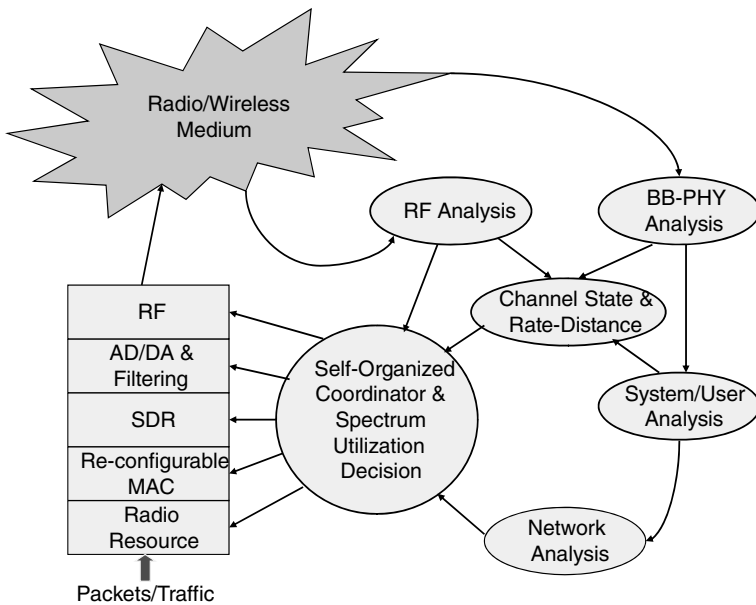 Radio/Wireless
Medium
RF Analysis
BB-PHY
Analysis
Channel State &
Rate-Distance
System/User
Analysis
Network
Analysis
Self-Organized
Coordinator &
Spectrum
Utilization
Decision
RF
AD/DA &
Filtering
SDR
Re-configurable
MAC
Radio
Resource
Packets/Traffic